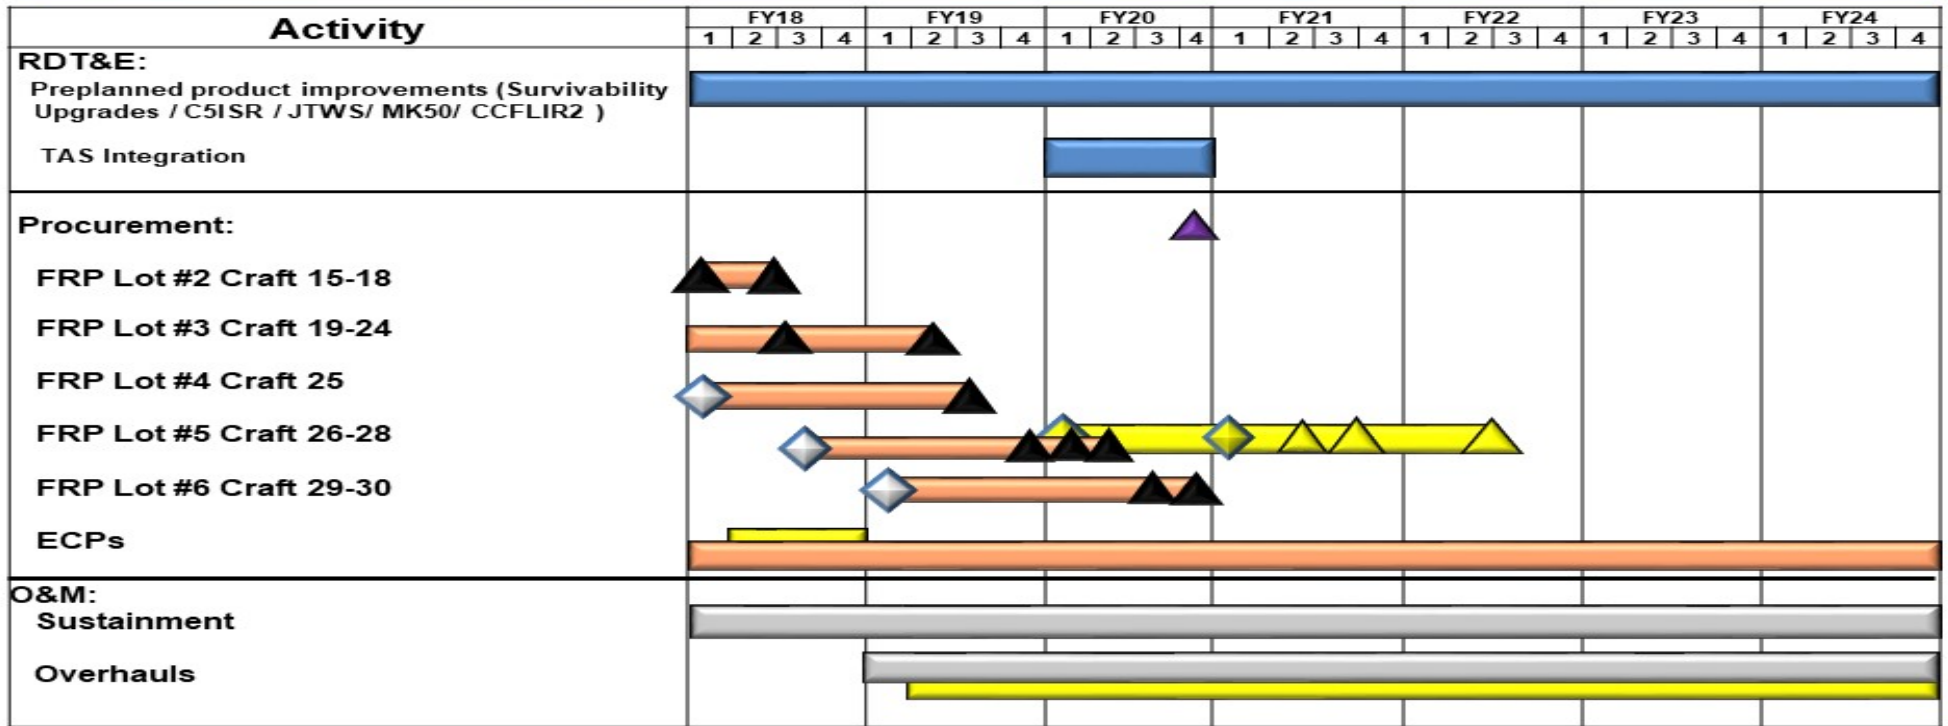 Activity
FY18 FY19 FY20 FY21 FY22 FY23 FY24
1 2 3 4 1 2 3 4 1 2 3 4 1 2 3 4 1 2 3 4 1 2 3 4 1 2 3 4
RDT&E:
Preplanned product improvements (Survivability
Upgrades / C5ISR / JTWS/ MK50/ CCFLIR2 )
TAS Integration
Procurement:
FRP Lot #2 Craft 15-18
FRP Lot #3 Craft 19-24
FRP Lot #4 Craft 25
FRP Lot #5 Craft 26-28
FRP Lot #6 Craft 29-30
ECPs
O&M:
Sustainment
Overhauls